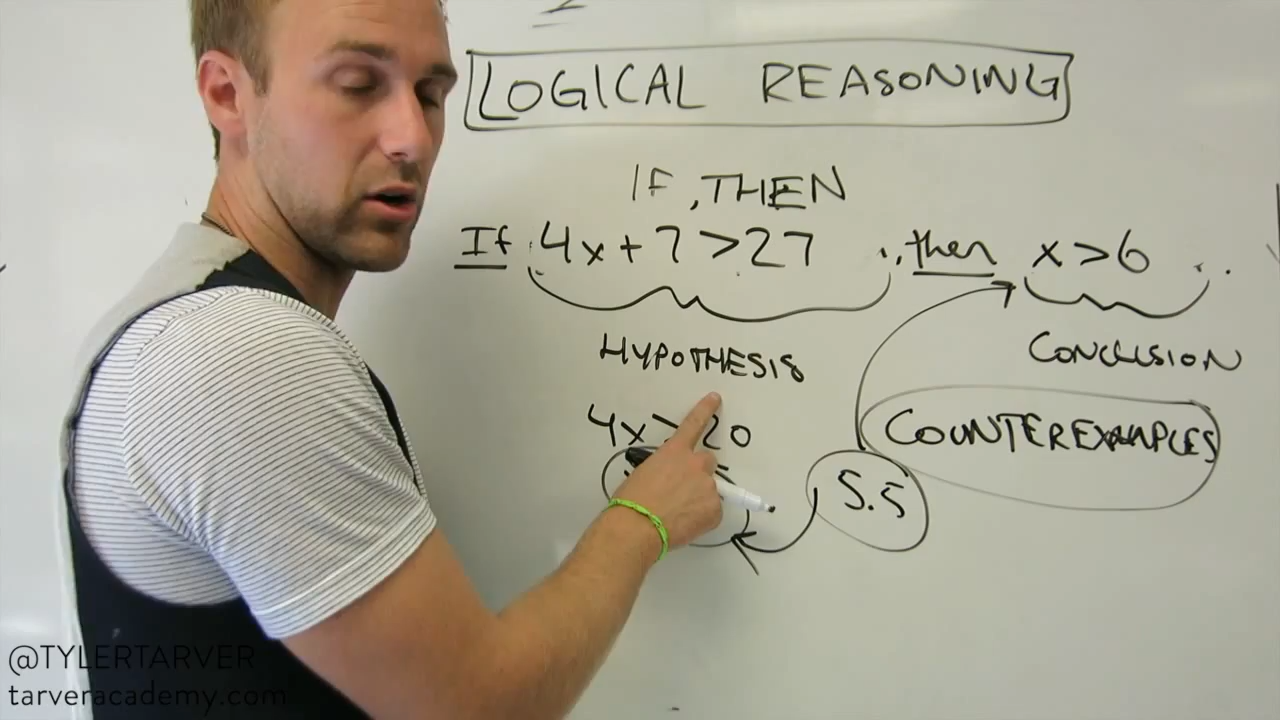 LOGICAL REASONING
IF, THEN
If 4x + 7 > 27 .., then x > 6 ...
HYPOTHESIS
CONCLUSION
4x > 20
COUNTEREXAMPLES
5.5
@TYLERTARVER
tarveracademy.com